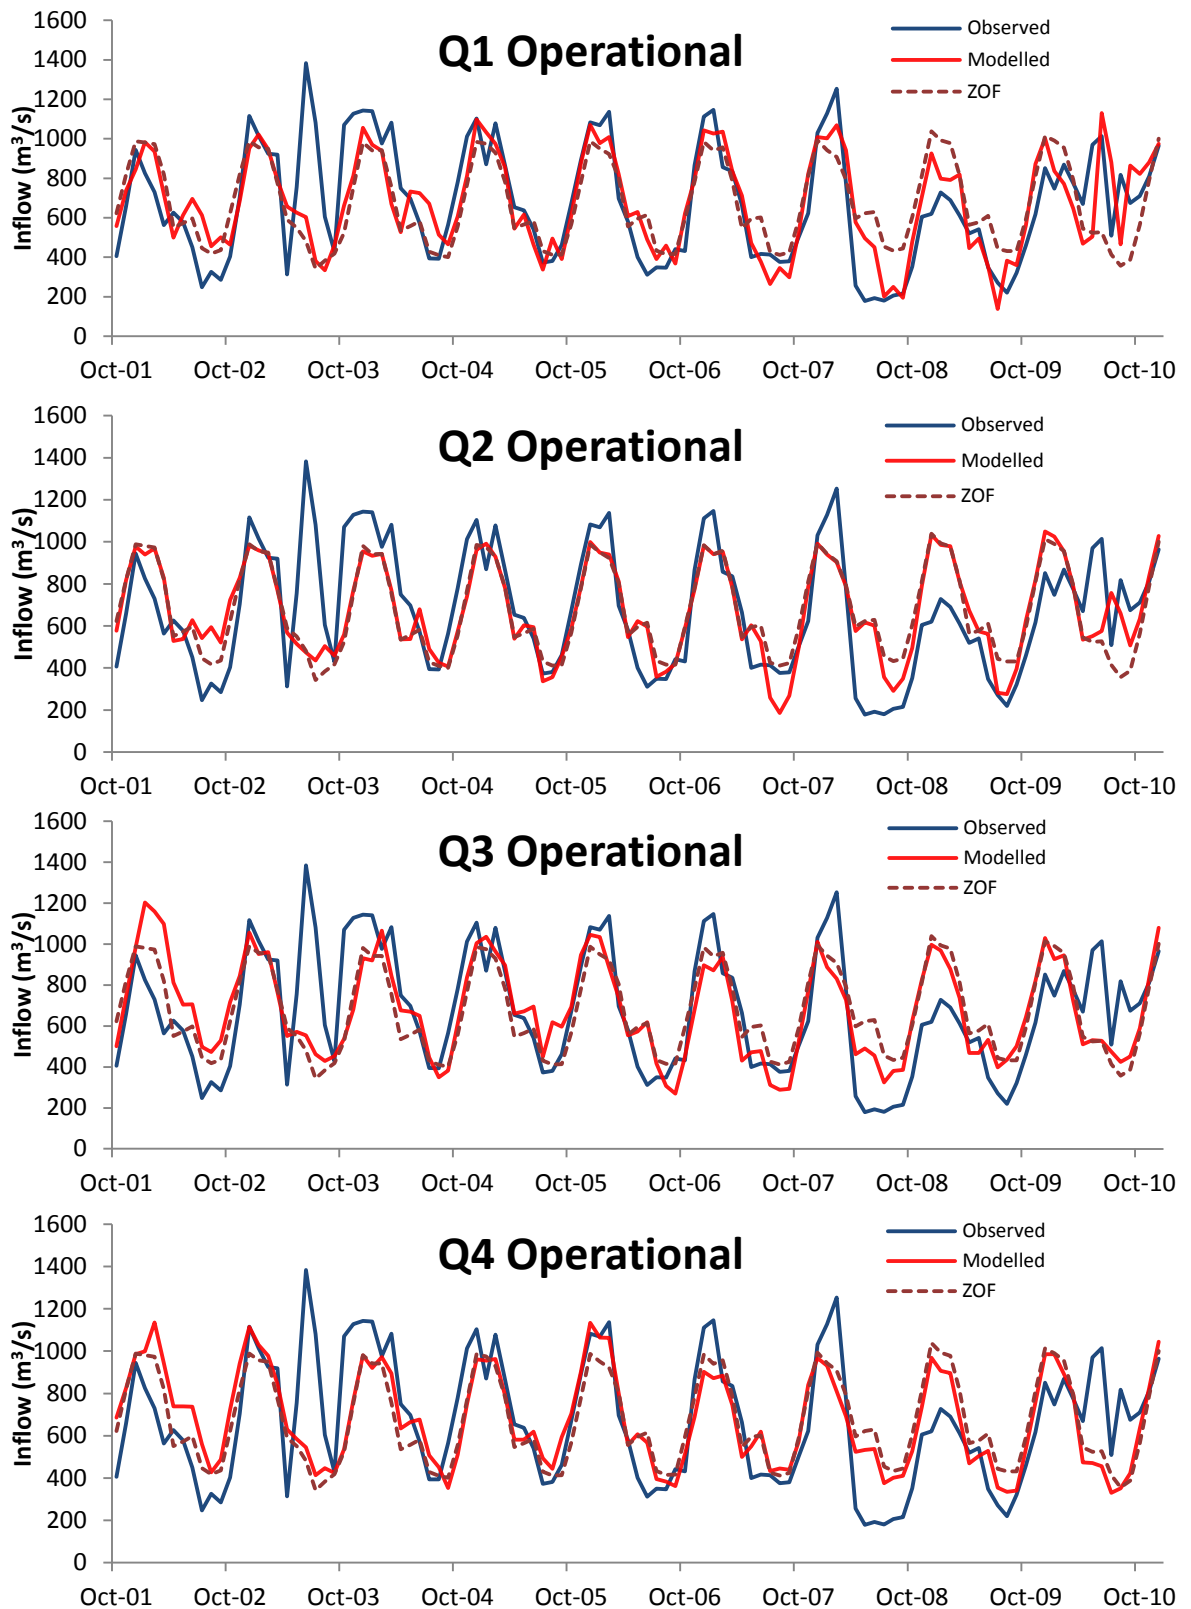 Q1 Operational
Observed
Modelled
ZOF
Inflow (m³/s)
1600
1400
1200
1000
800
600
400
200
0
Oct-01 Oct-02 Oct-03 Oct-04 Oct-05 Oct-06 Oct-07 Oct-08 Oct-09 Oct-10
Q2 Operational
Observed
Modelled
ZOF
Inflow (m³/s)
1600
1400
1200
1000
800
600
400
200
0
Oct-01 Oct-02 Oct-03 Oct-04 Oct-05 Oct-06 Oct-07 Oct-08 Oct-09 Oct-10
Q3 Operational
Observed
Modelled
ZOF
Inflow (m³/s)
1600
1400
1200
1000
800
600
400
200
0
Oct-01 Oct-02 Oct-03 Oct-04 Oct-05 Oct-06 Oct-07 Oct-08 Oct-09 Oct-10
Q4 Operational
Observed
Modelled
ZOF
Inflow (m³/s)
1600
1400
1200
1000
800
600
400
200
0
Oct-01 Oct-02 Oct-03 Oct-04 Oct-05 Oct-06 Oct-07 Oct-08 Oct-09 Oct-10